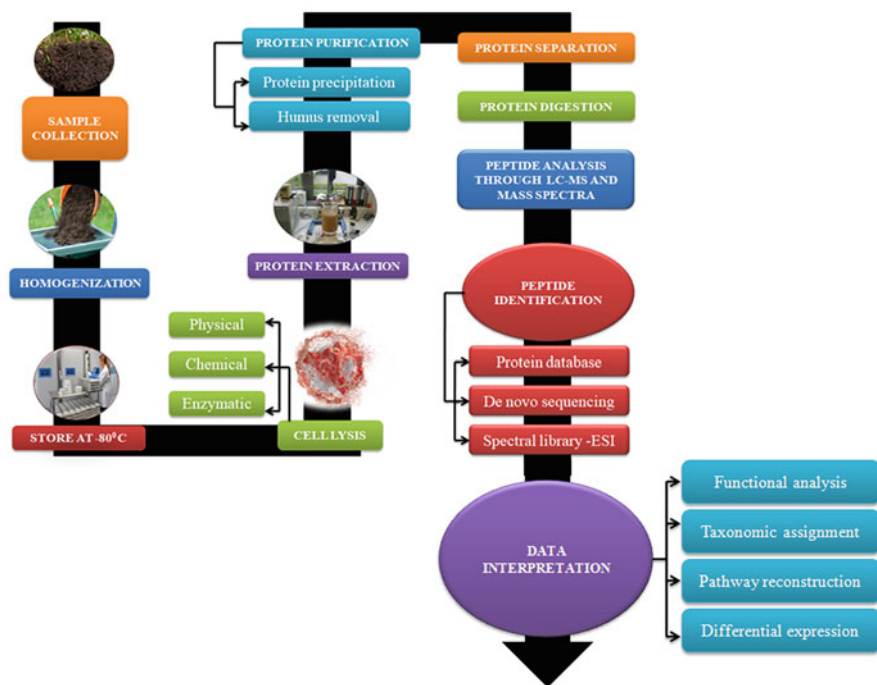 SAMPLE
COLLECTION
HOMOGENIZATION
STORE AT -80⁰ C
CELL LYSIS
Physical
Chemical
Enzymatic
PROTEIN EXTRACTION
PROTEIN PURIFICATION
Protein precipitation
Humus removal
PROTEIN SEPARATION
PROTEIN DIGESTION
PEPTIDE ANALYSIS
THROUGH LC-MS AND
MASS SPECTRA
PEPTIDE
IDENTIFICATION
Protein database
De novo sequencing
Spectral library -ESI
DATA
INTERPRETATION
Functional analysis
Taxonomic assignment
Pathway reconstruction
Differential expression